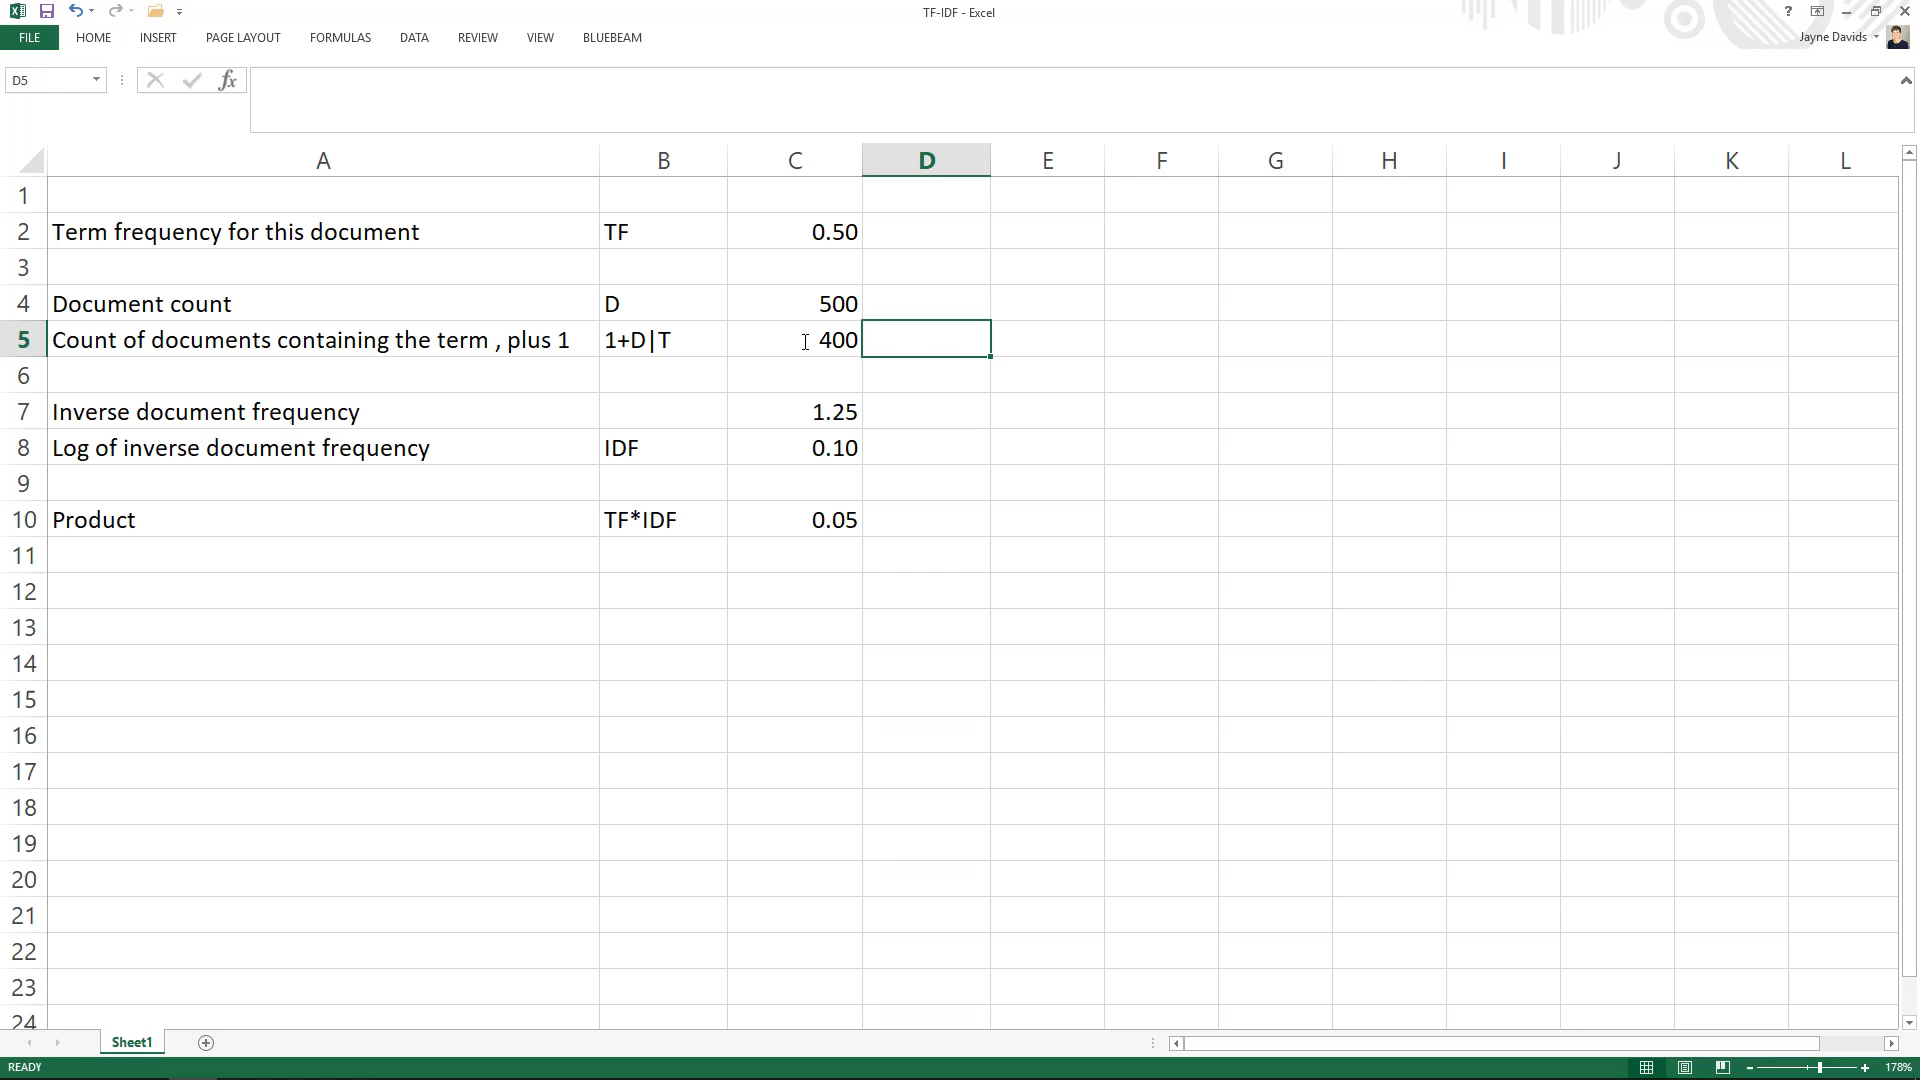 TF-IDF - Excel
?
FILE HOME INSERT PAGE LAYOUT FORMULAS DATA REVIEW VIEW BLUEBEAM
Jayne Davids
D5
fx
A B C D E F G H I J K L
1
2 Term frequency for this document TF 0.50
3
4 Document count D 500
5 Count of documents containing the term , plus 1 1+D|T 400
6
7 Inverse document frequency 1.25
8 Log of inverse document frequency IDF 0.10
9
10 Product TF*IDF 0.05
11
12
13
14
15
16
17
18
19
20
21
22
23
24
Sheet1
READY
178%